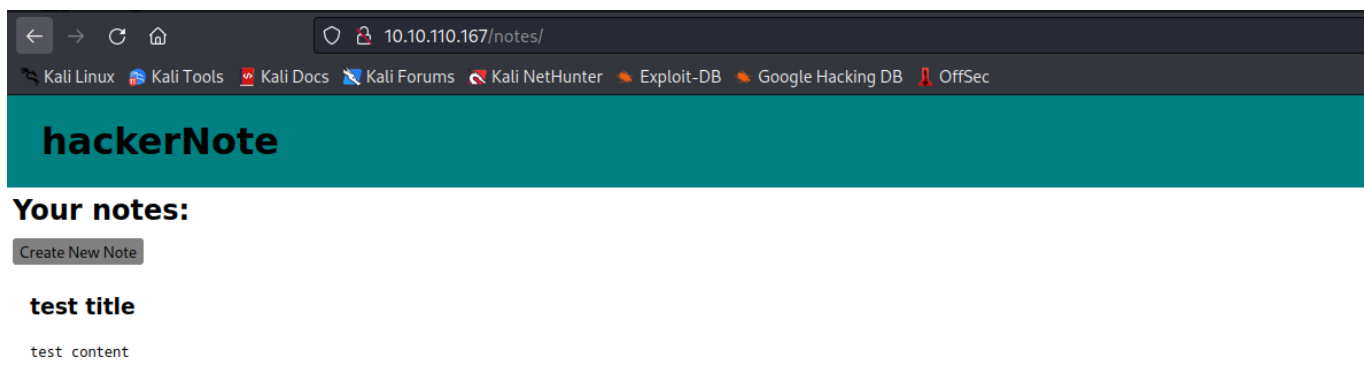 10.10.110.167/notes/
Kali Linux Kali Tools Kali Docs Kali Forums Kali NetHunter Exploit-DB Google Hacking DB OffSec
hackerNote
Your notes:
Create New Note
test title
test content